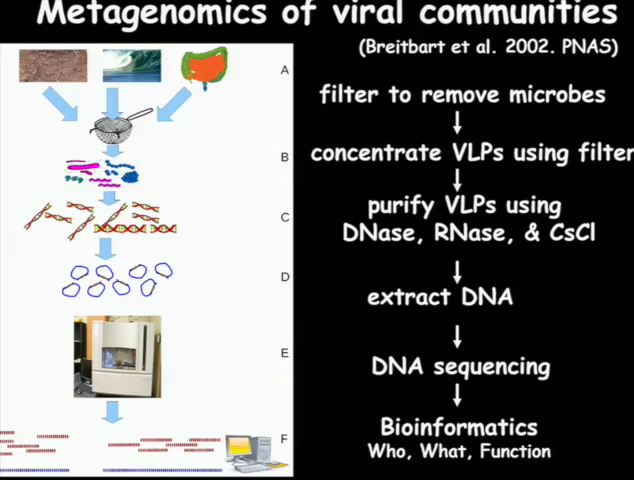 Metagenomics of viral communities
(Breitbart et al. 2002. PNAS)
A
B
C
D
E
F
filter to remove microbes
concentrate VLPs using filter
purify VLPs using
DNase, RNase, & CsCl
extract DNA
DNA sequencing
Bioinformatics
Who, What, Function